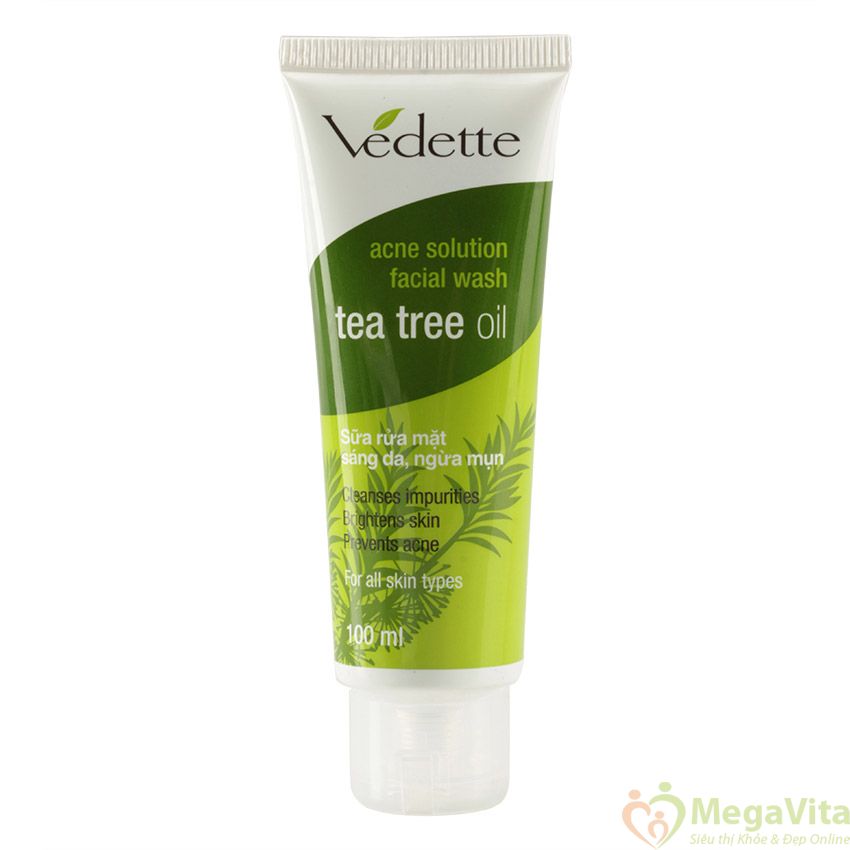 Vedette
acne solution
facial wash
tea tree oil
Sữa rửa mặt
sáng da, ngừa mụn
Cleanses impurities
Brightens skin
Prevents acne
For all skin types
100 ml
MegaVita
Siêu thị Khỏe & Đẹp Online